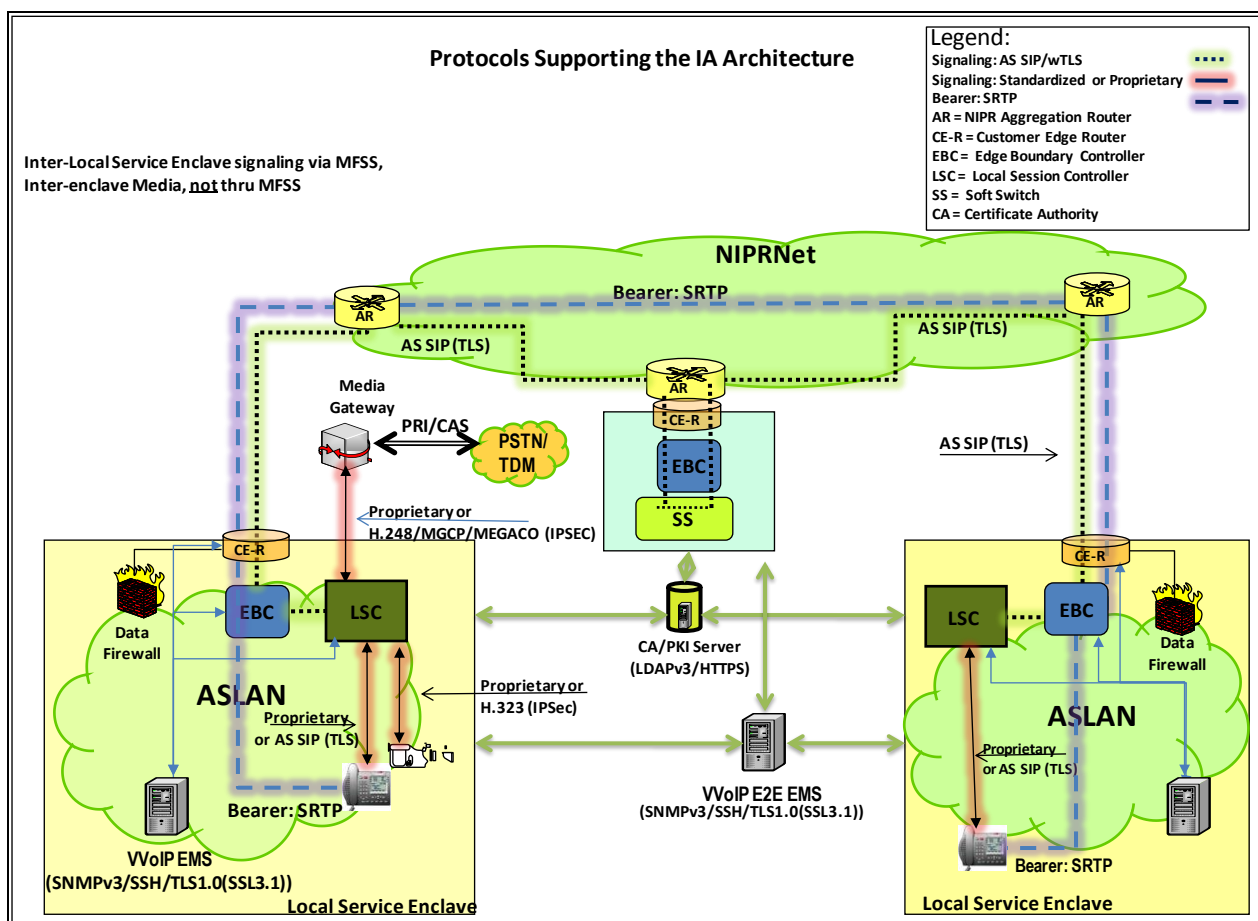 Protocols Supporting the IA Architecture
Legend:
Signaling: AS SIP/wTLS
Signaling: Standardized or Proprietary
Bearer: SRTP
AR = NIPR Aggregation Router
CE-R = Customer Edge Router
EBC = Edge Boundary Controller
LSC = Local Session Controller
SS = Soft Switch
CA = Certificate Authority
Inter-Local Service Enclave signaling via MFSS,
Inter-enclave Media, not thru MFSS
NIPRNet
Bearer: SRTP
AR
AR
AS SIP (TLS)
AS SIP (TLS)
AR
CE-R
EBC
SS
Media
Gateway
PRI/CAS
PSTN/
TDM
AS SIP (TLS)
Proprietary or
H.248/MGCP/MEGACO (IPSEC)
CE-R
EBC
LSC
Data
Firewall
ASLAN
Proprietary or
H.323 (IPSec)
Proprietary
or AS SIP (TLS)
Bearer: SRTP
VVoIP EMS
(SNMPv3/SSH/TLS1.0(SSL3.1))
Local Service Enclave
CA/PKI Server
(LDAPv3/HTTPS)
VVoIP E2E EMS
(SNMPv3/SSH/TLS1.0(SSL3.1))
CE-R
LSC
EBC
Data
Firewall
ASLAN
Proprietary
or AS SIP (TLS)
Bearer: SRTP
Local Service Enclave